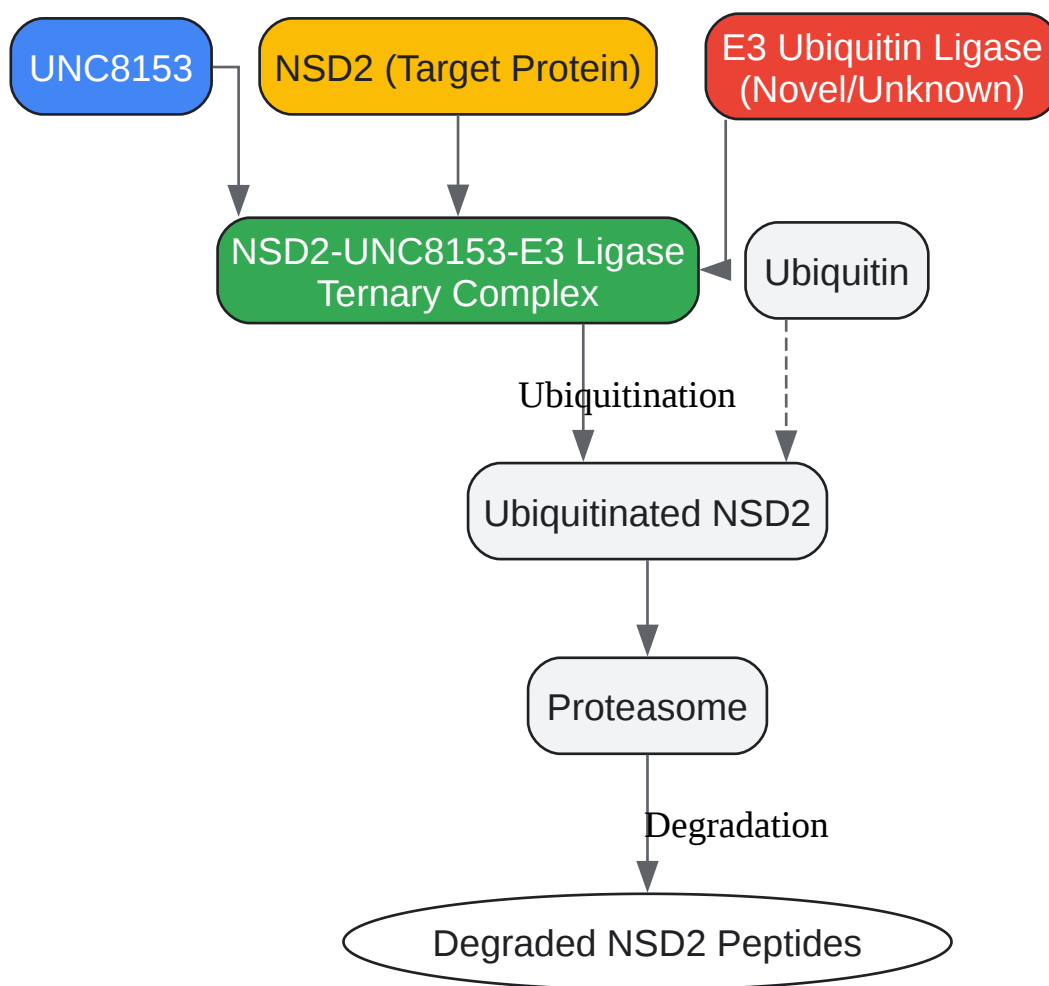 UNC8153
NSD2 (Target Protein)
E3 Ubiquitin Ligase
(Novel/Unknown)
NSD2-UNC8153-E3 Ligase
Ternary Complex
Ubiquitin
Ubiquitination
Ubiquitinated NSD2
Proteasome
Degradation
Degraded NSD2 Peptides